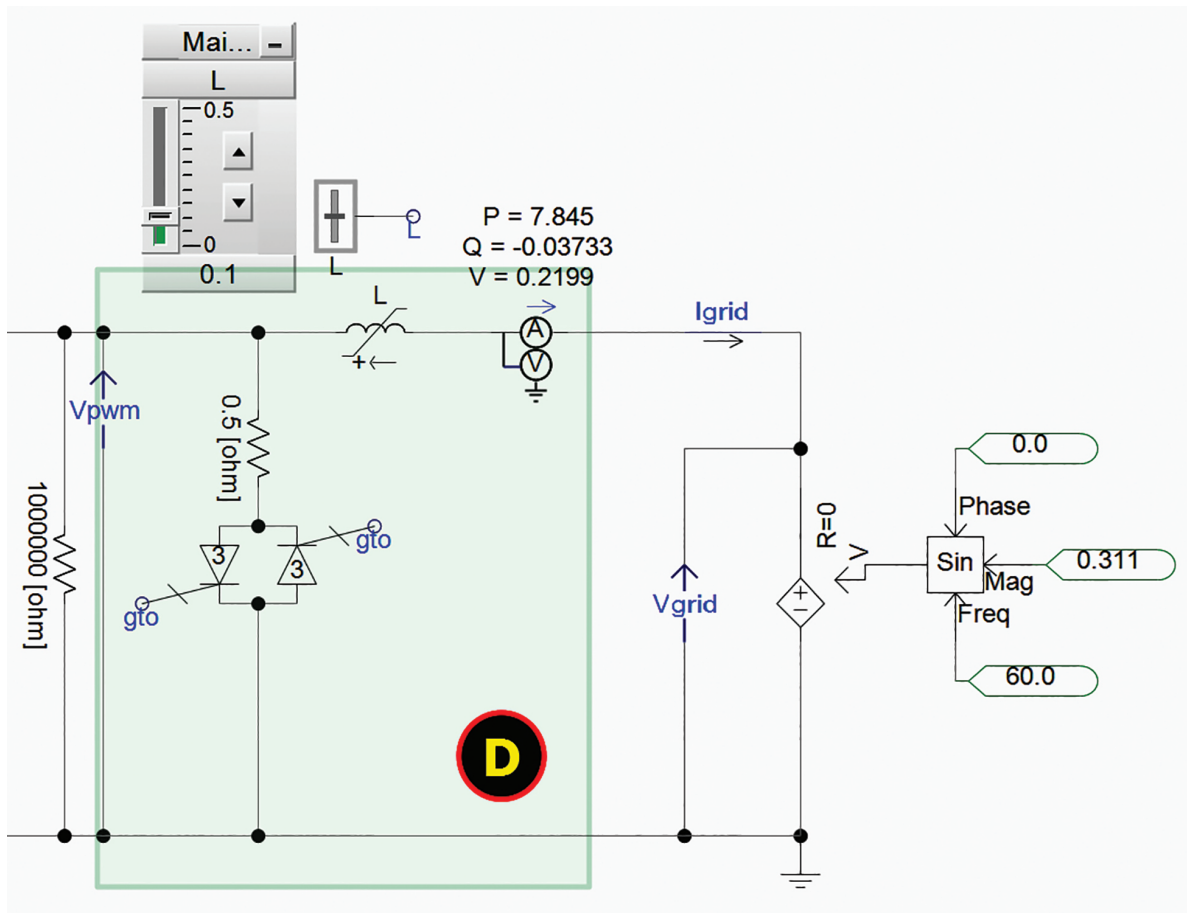 Mai...
L
0.5
0
0.1
L
L
P = 7.845
Q = -0.03733
V = 0.2199
L
+
A
V
Igrid
Vpwm
0.5 [ohm]
1000000 [ohm]
3
3
gto
gto
Vgrid
R=0
+
−
V
0.0
Phase
Sin
Mag
0.311
Freq
60.0
D